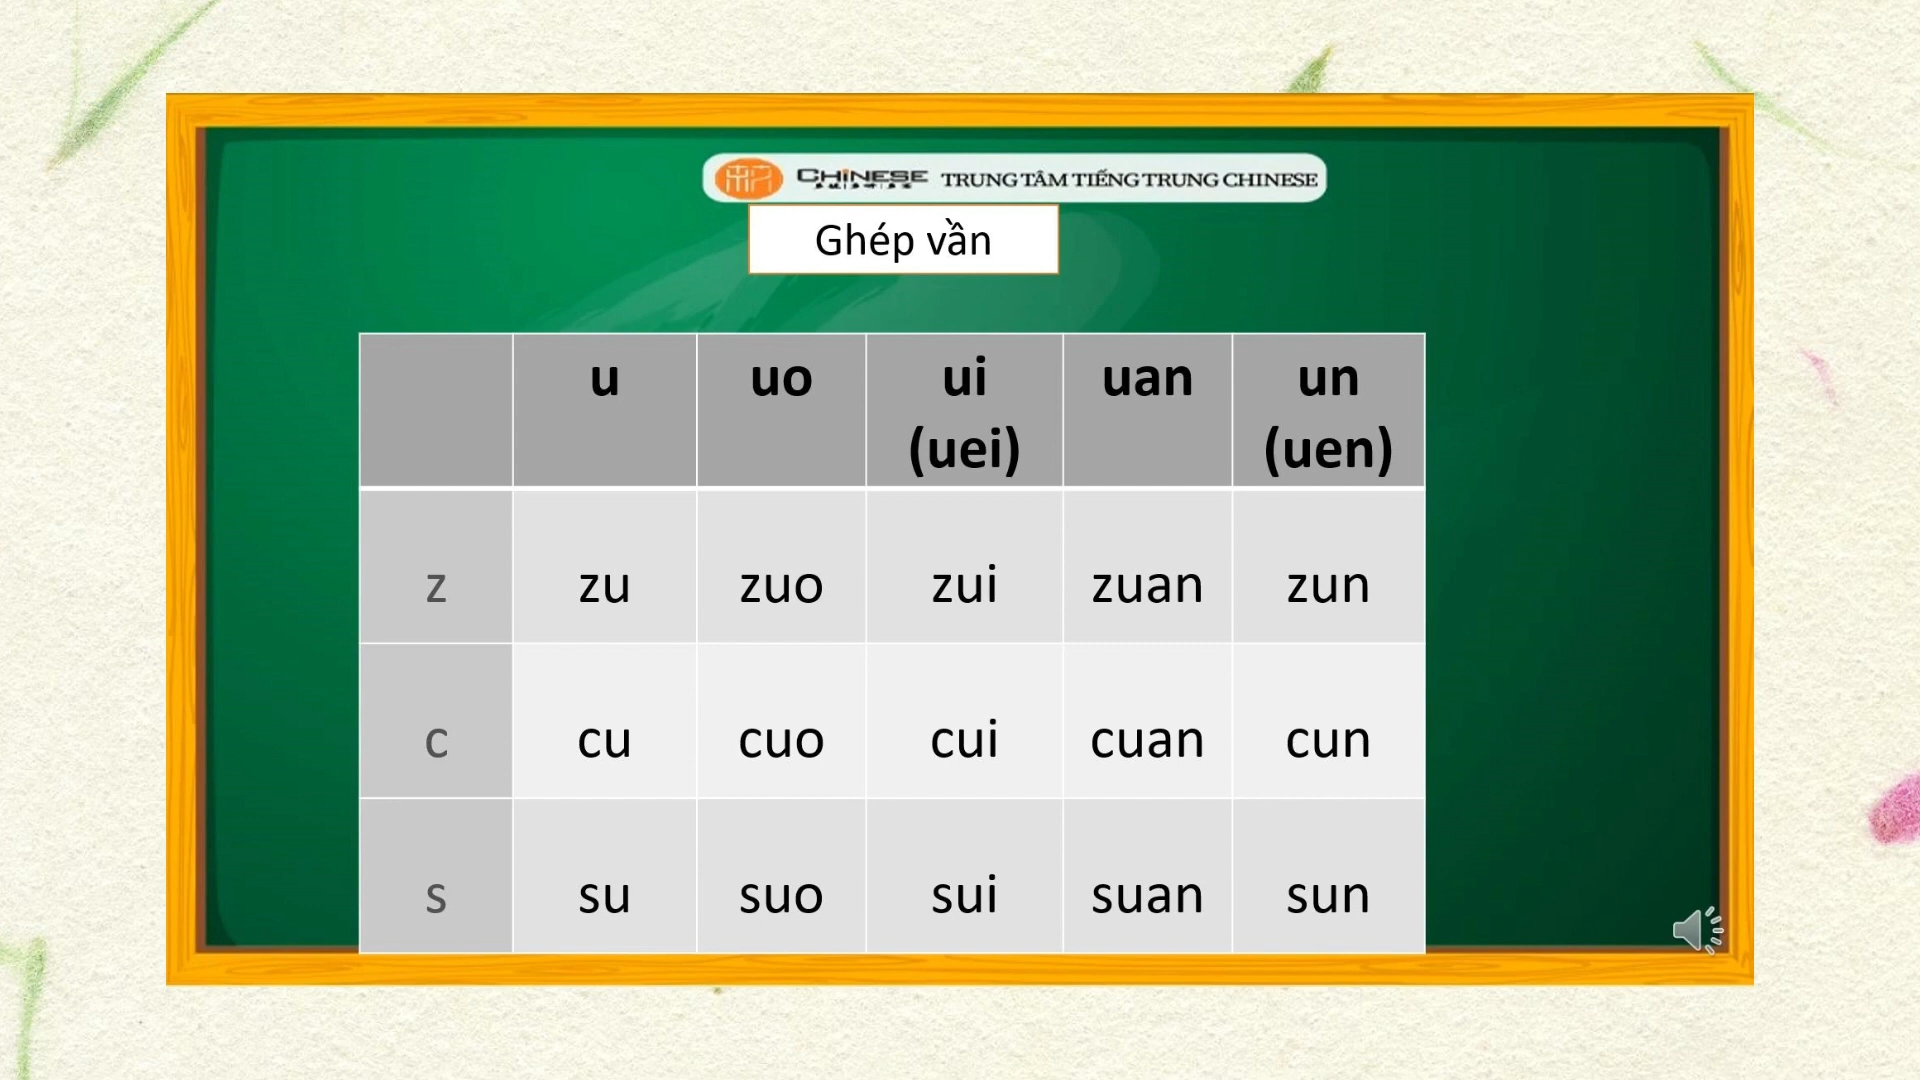 CHINESE TRUNG TÂM TIẾNG TRUNG CHINESE
Ghép vần
u uo ui (uei) uan un (uen)
z zu zuo zui zuan zun
c cu cuo cui cuan cun
s su suo sui suan sun